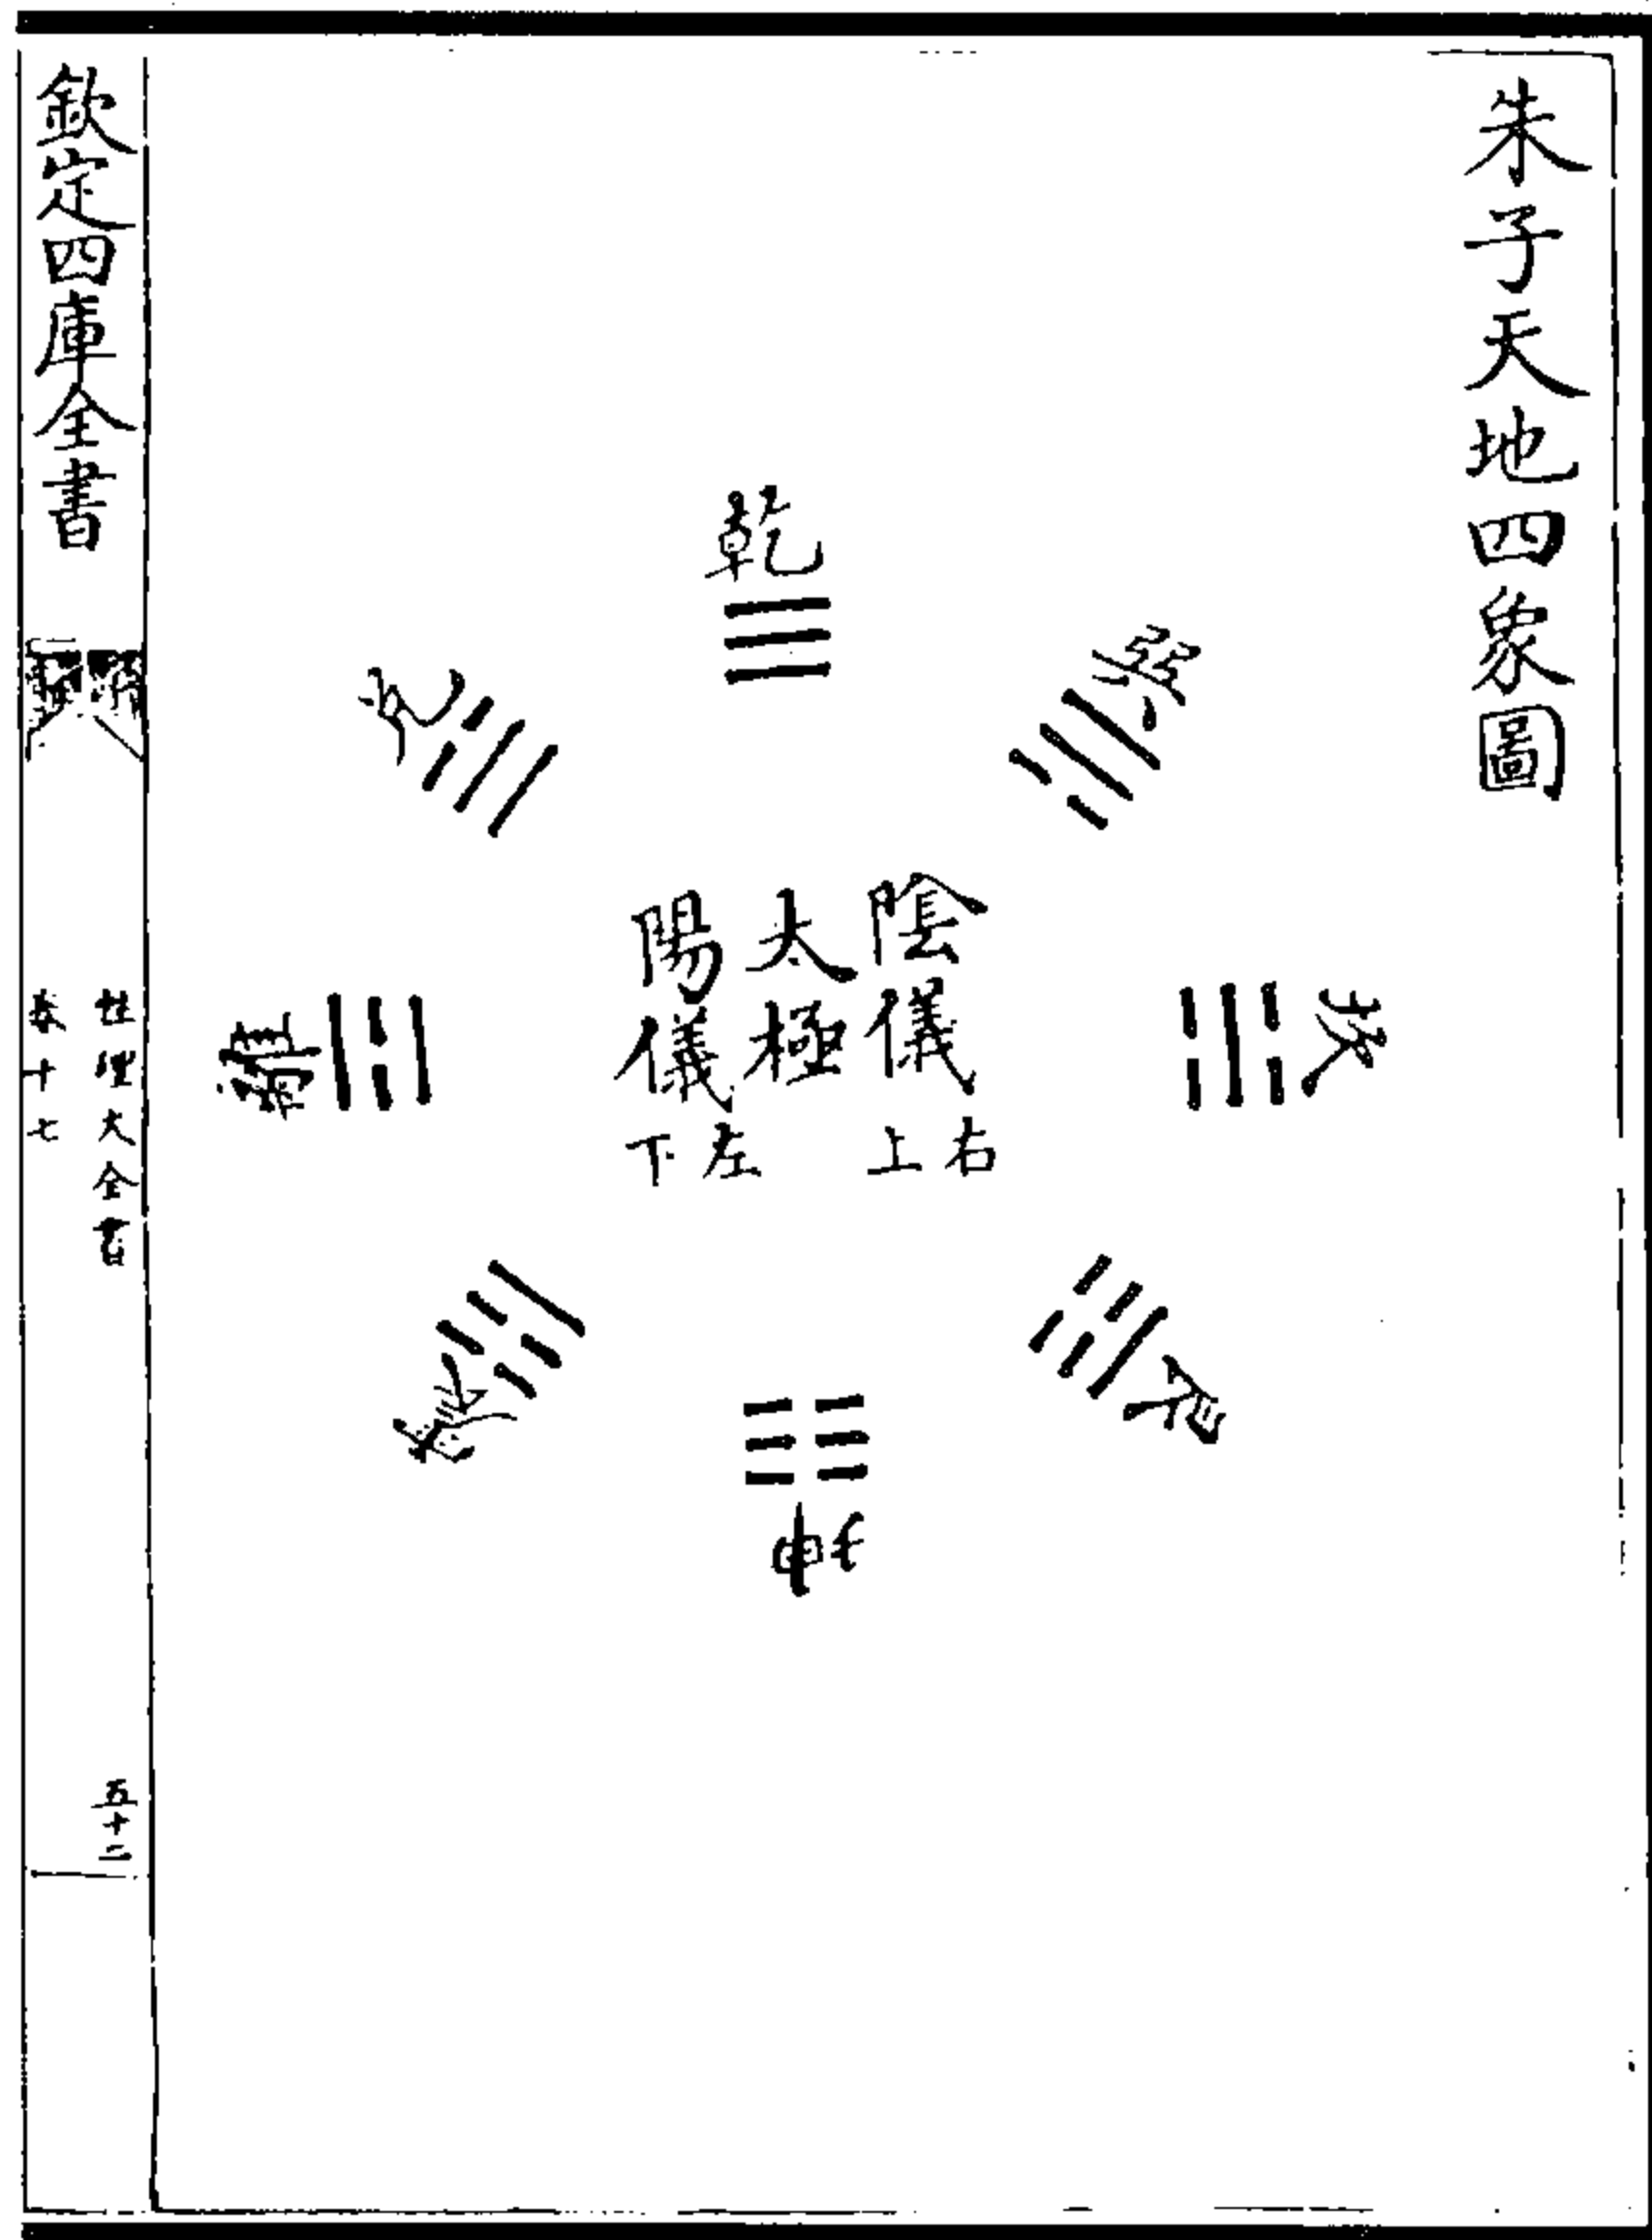 朱子天地四象圖
乾
巽
坎
艮
坤
震
離
兌
陰儀右上
太極
陽儀左下
欽定四庫全書
性理大全書
卷十七
五十二